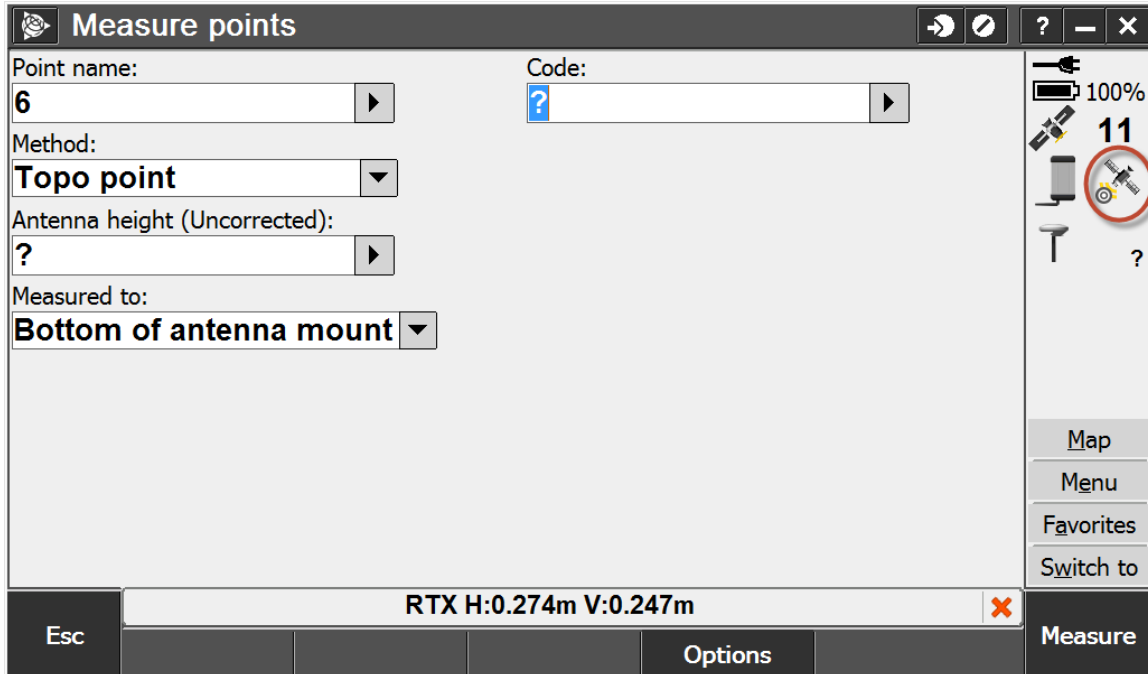 Measure points
? – ×
Point name:
Code:
6
?
Method:
Topo point
Antenna height (Uncorrected):
?
Measured to:
Bottom of antenna mount
100%
11
?
Map
Menu
Favorites
Switch to
RTX H:0.274m V:0.247m
Esc
Options
Measure